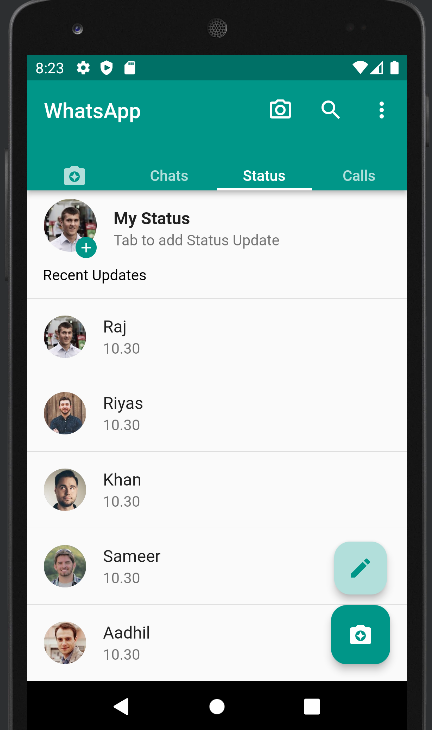 8:23
WhatsApp
Chats Status Calls
My Status
Tab to add Status Update
Recent Updates
Raj
10.30
Riyas
10.30
Khan
10.30
Sameer
10.30
Aadhil
10.30